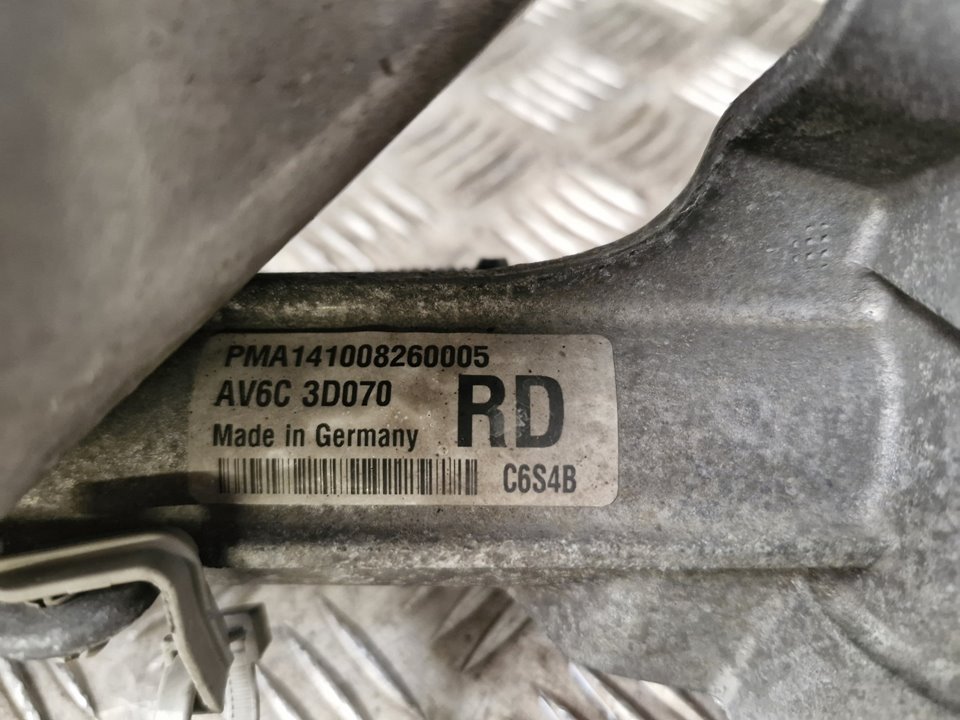 PMA141008260005
AV6C 3D070
RD
Made in Germany
C6S4B